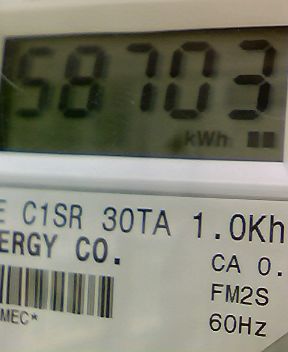 58703
kWh
E C1SR 30TA 1.0Kh
ERGY CO.
CA 0.
FM2S
MEC*
60Hz